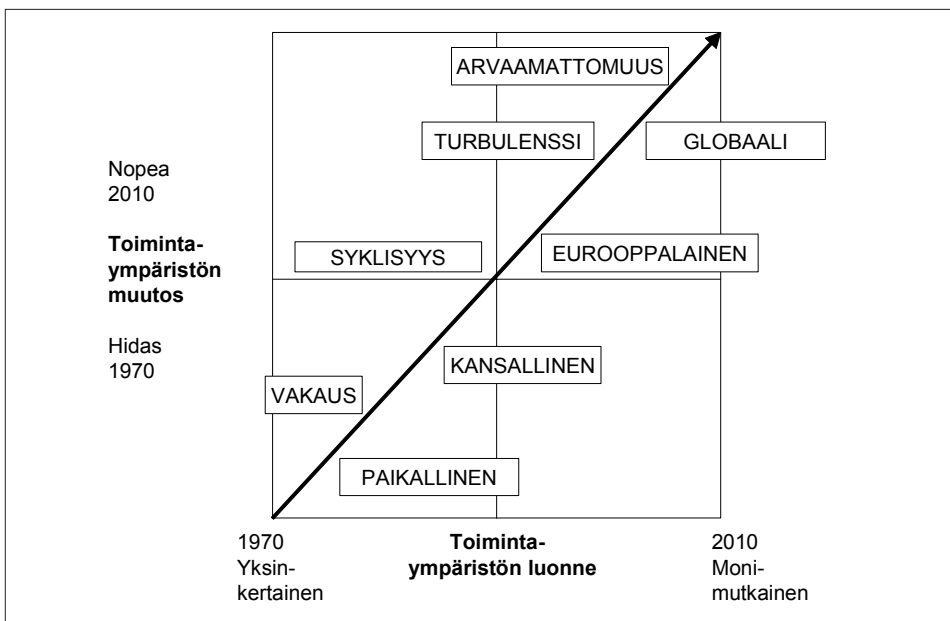 ARVAAMATTOMUUS
TURBULENSSI
GLOBAALI
Nopea
2010
Toiminta-
ympäristön
muutos
SYKLISYYS
EUROOPPALAINEN
Hidas
1970
KANSALLINEN
VAKAUS
PAIKALLINEN
1970
Yksin-
kertainen
Toiminta-
ympäristön luonne
2010
Moni-
mutkainen